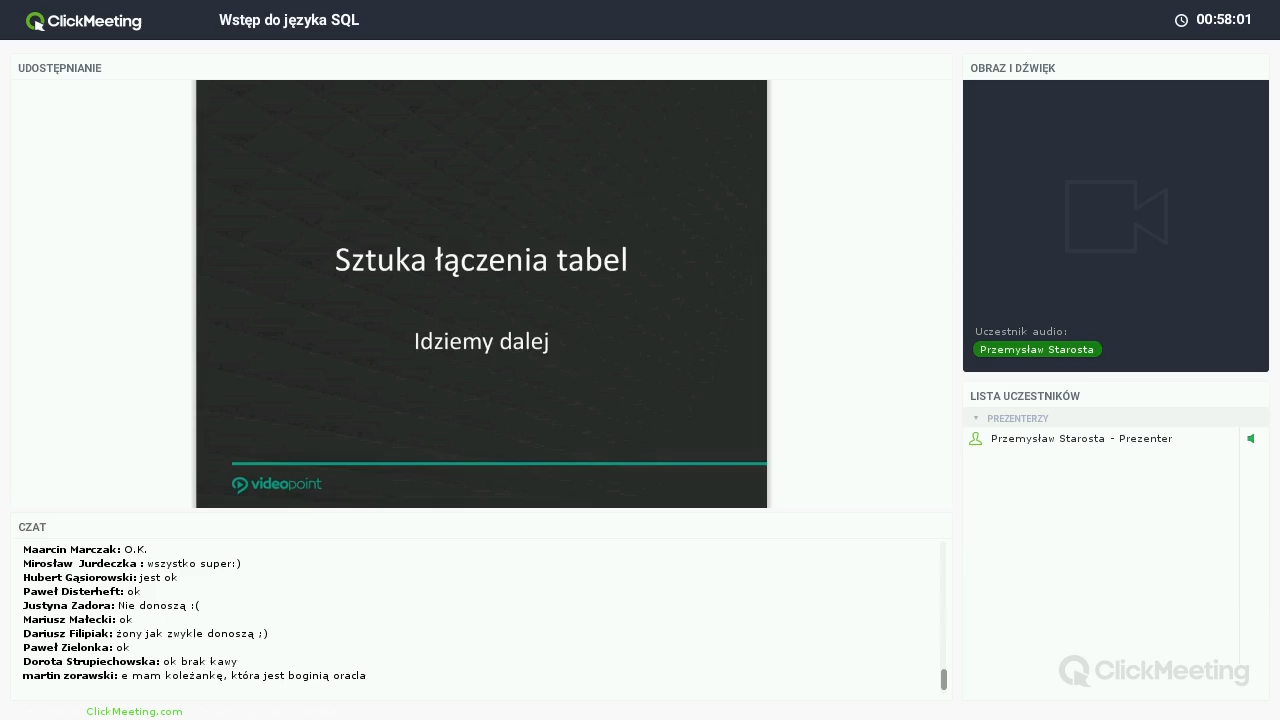 ClickMeeting
Wstęp do języka SQL
00:58:01
UDOSTĘPNIANIE
Sztuka łączenia tabel
Idziemy dalej
videopoint
OBRAZ I DŹWIĘK
Uczestnik audio:
Przemysław Starosta
LISTA UCZESTNIKÓW
PREZENTERZY
Przemysław Starosta - Prezenter
ClickMeeting
CZAT
Maarcin Marczak: O.K.
Mirosław Jurdeczka : wszystko super:)
Hubert Gąsiorowski: jest ok
Paweł Disterheft: ok
Justyna Zadora: Nie donoszą :(
Mariusz Małecki: ok
Dariusz Filipiak: żony jak zwykle donoszą ;)
Paweł Zielonka: ok
Dorota Strupiechowska: ok brak kawy
martin zorawski: e mam koleżankę, która jest boginią oracla
ClickMeeting.com